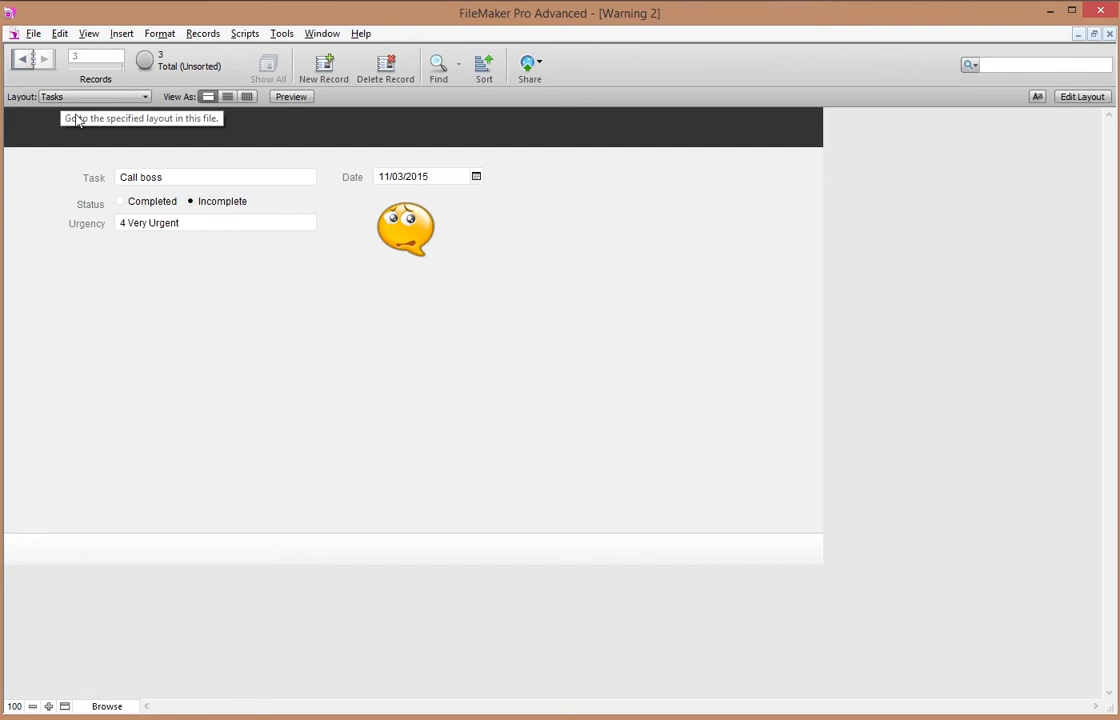 FileMaker Pro Advanced - [Warning 2]
File Edit View Insert Format Records Scripts Tools Window Help
3
3
Total (Unsorted)
Records
Show All
New Record
Delete Record
Find
Sort
Share
Layout: Tasks
View As:
Preview
Aa
Edit Layout
Go to the specified layout in this file.
Task
Call boss
Date
11/03/2015
Status
Completed
Incomplete
Urgency
4 Very Urgent
100
Browse